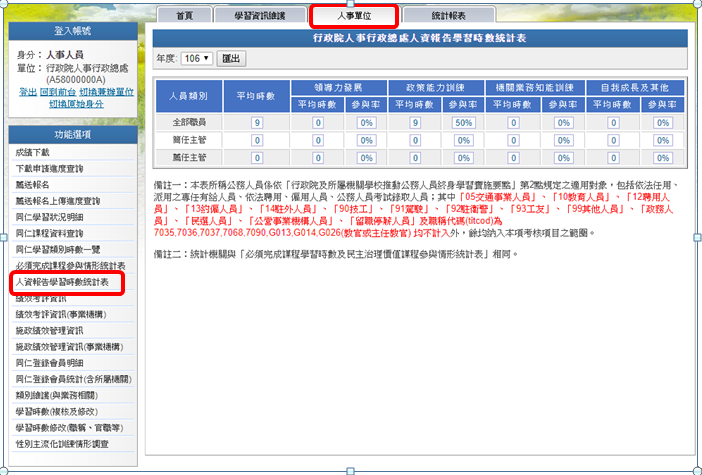 首頁 學習資訊維護 人事單位 統計報表
登入帳號
身分： 人事人員
單位： 行政院人事行政總處
(A58000000A)
登出 回到前台 切換兼辦單位
切換原始身分
功能選項
成績下載
下載申請進度查詢
薦送報名
薦送報名上傳進度查詢
同仁學習狀況明細
同仁課程資料查詢
同仁學習類別時數一覽
必須完成課程參與情形統計表
人資報告學習時數統計表
績效考評資訊
績效考評資訊(事業機構)
施政績效管理資訊
施政績效管理資訊(事業機構)
同仁登錄會員明細
同仁登錄會員統計(含所屬機關)
類別維護(與業務相關)
學習時數(複核及修改)
學習時數修改(職稱、官職等)
性別主流化訓練情形調查
行政院人事行政總處人資報告學習時數統計表
年度: 106 匯出
人員類別 平均時數 領導力發展 政策能力訓練 機關業務知能訓練 自我成長及其他
平均時數 參與率 平均時數 參與率 平均時數 參與率 平均時數 參與率
全部職員 9 0 0% 9 50% 0 0% 0 0%
簡任主管 0 0 0% 0 0% 0 0% 0 0%
薦任主管 0 0 0% 0 0% 0 0% 0 0%
備註一：本表所稱公務人員係依「行政院及所屬機關學校推動公務人員終身學習實施要點」第2點規定之適用對象，包括依法任用、
派用之專任有給人員、依法聘用、僱用人員、公務人員考試錄取人員；其中「05交通事業人員」、「10教育人員」、「12聘用人
員」、「13約僱人員」、「14駐外人員」、「90技工」、「91駕駛」、「92駐衛警」、「93工友」、「99其他人員」、「政務人
員」、「民選人員」、「公營事業機構人員」、「留職停薪人員」及職稱代碼(titcod)為
7035,7036,7037,7068,7090,G013,G014,G026(教官或主任教官) 均不計入外，餘均納入本項考核項目之範圍。
備註二：統計機關與「必須完成課程學習時數及民主治理價值課程參與情形統計表」相同。